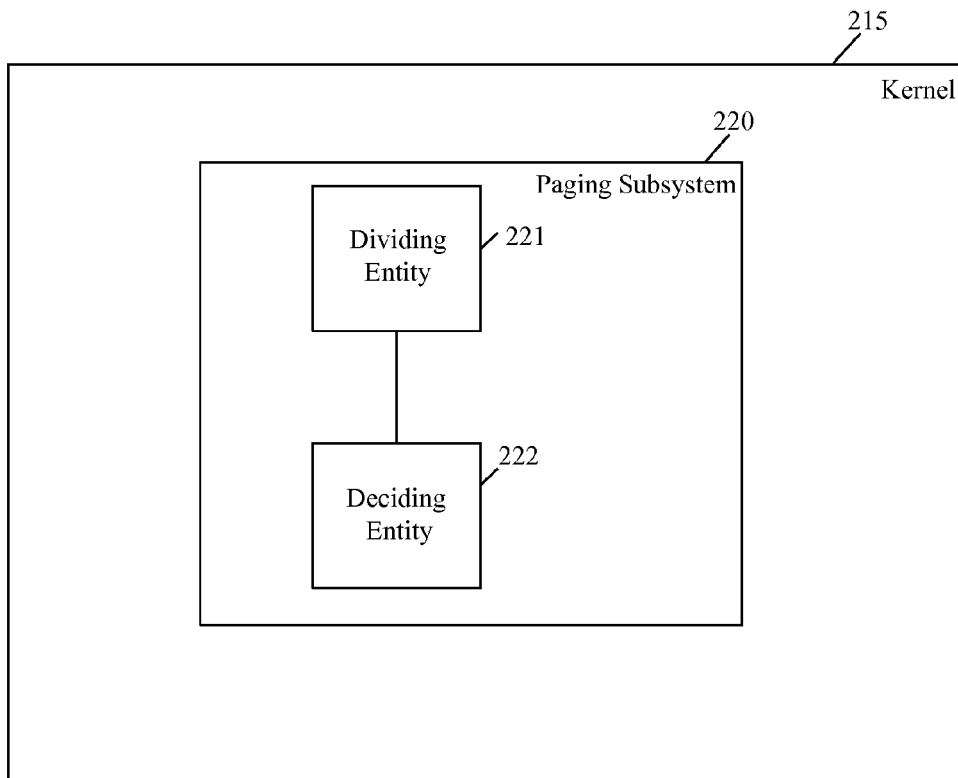 215
Kernel
220
Paging Subsystem
Dividing
Entity
221
222
Deciding
Entity